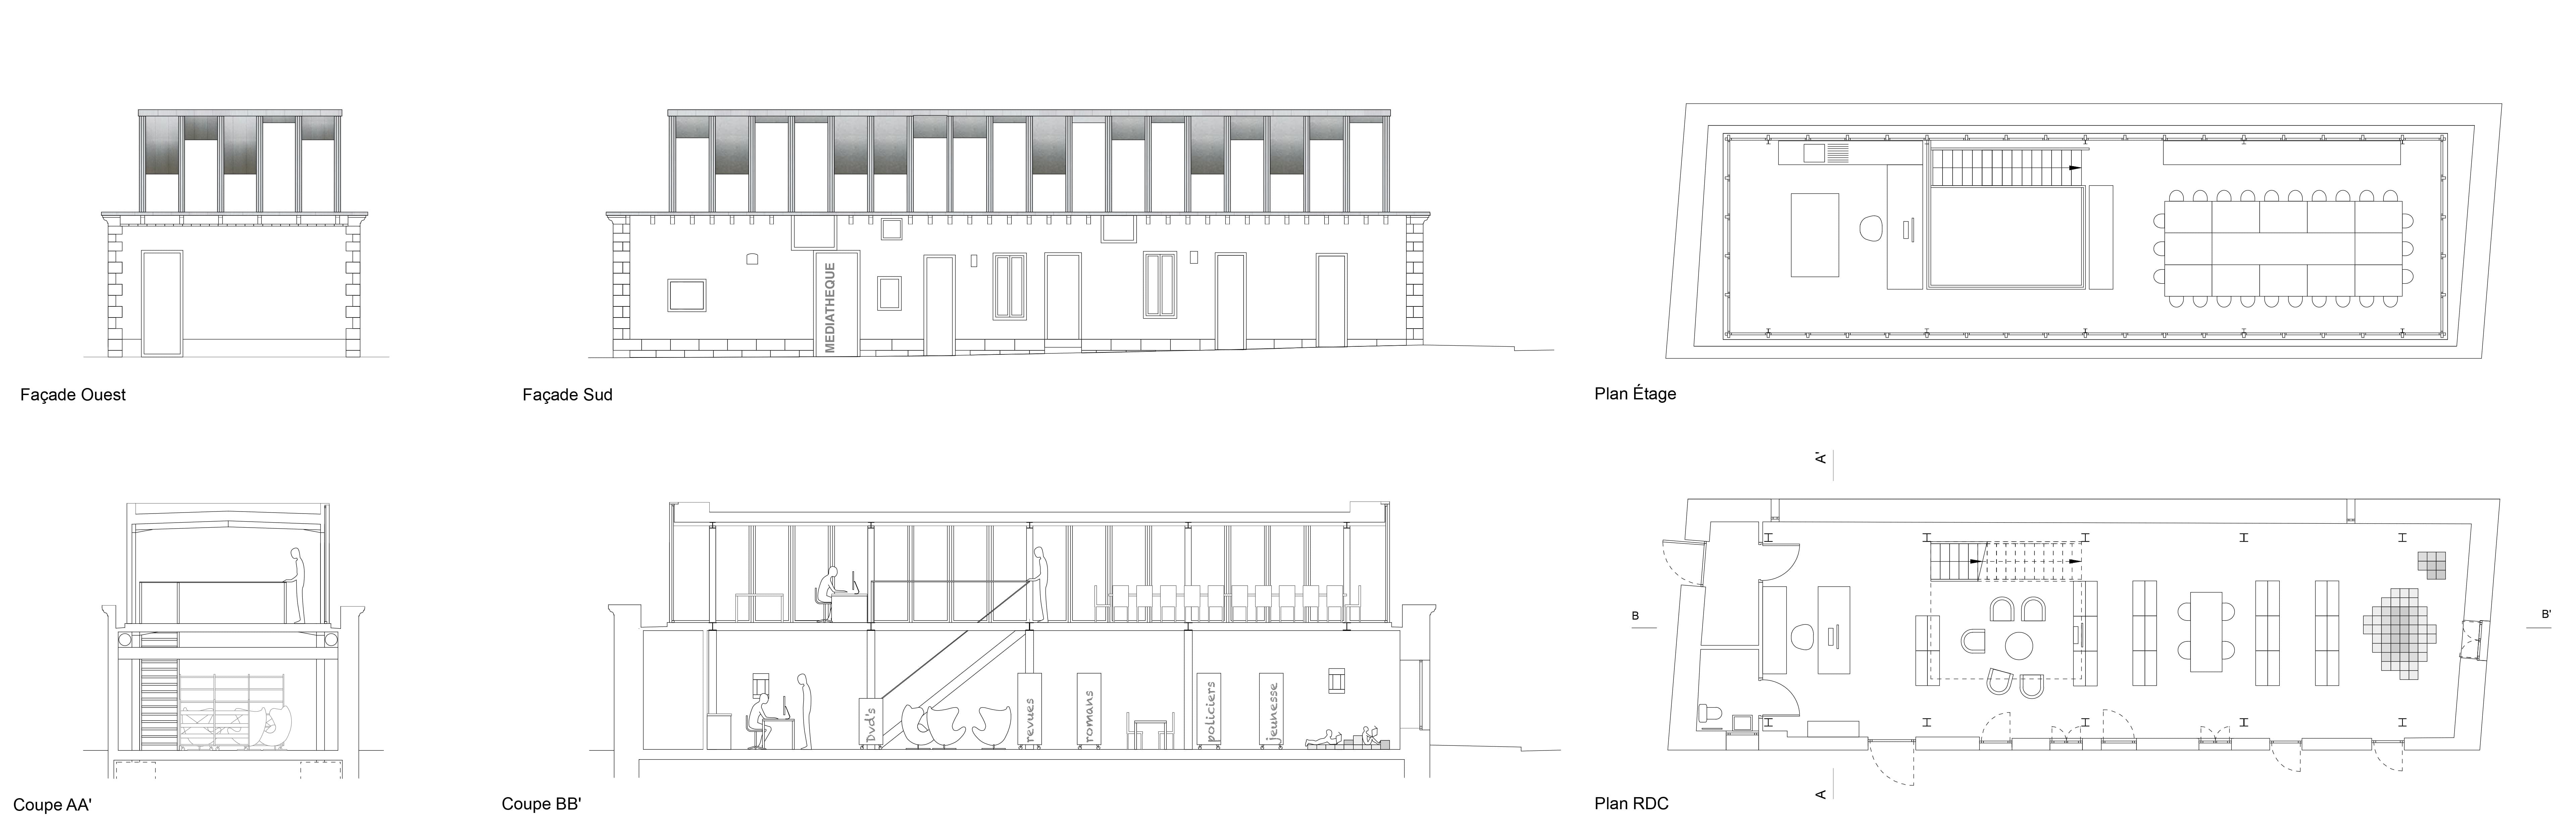 MEDIATHEQUE
Façade Ouest
Façade Sud
Plan Étage
A'
B
B'
Dvd's
revues
romans
policiers
jeunesse
A
Coupe AA'
Coupe BB'
Plan RDC